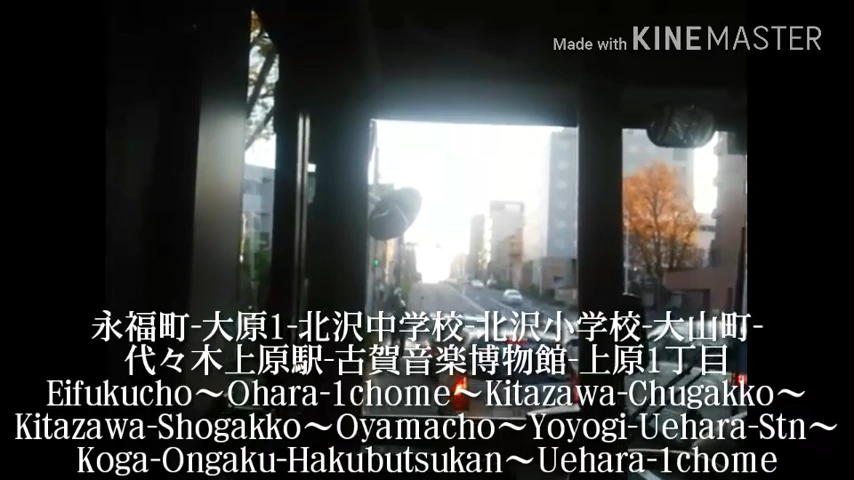 Made with KINEMASTER
永福町-大原1-北沢中学校-北沢小学校-大山町-
代々木上原駅-古賀音楽博物館-上原1丁目
Eifukucho～Ohara-1chome～Kitazawa-Chugakko～
Kitazawa-Shogakko～Oyamacho～Yoyogi-Uehara-Stn～
Koga-Ongaku-Hakubutsukan～Uehara-1chome